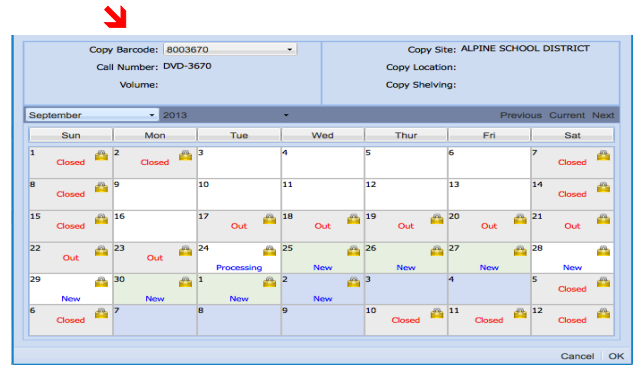 Copy Barcode: 8003670 Copy Site: ALPINE SCHOOL DISTRICT
Call Number: DVD-3670 Copy Location:
Volume: Copy Shelving:
September 2013 Previous Current Next
Sun Mon Tue Wed Thur Fri Sat
1 Closed 2 Closed 3 4 5 6 7 Closed
8 Closed 9 10 11 12 13 14 Closed
15 Closed 16 17 Out 18 Out 19 Out 20 Out 21 Out
22 Out 23 Out 24 Processing 25 New 26 New 27 New 28 New
29 New 30 New 1 New 2 New 3 4 5 Closed
6 Closed 7 8 9 10 Closed 11 Closed 12 Closed
Cancel OK